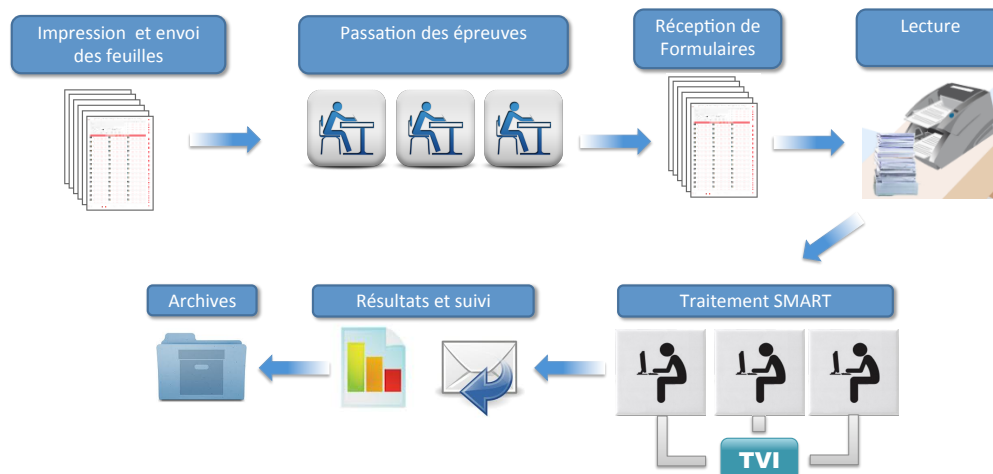 Impression et envoi
des feuilles
Passation des épreuves
Réception de
Formulaires
Lecture
Archives
Résultats et suivi
Traitement SMART
TVI